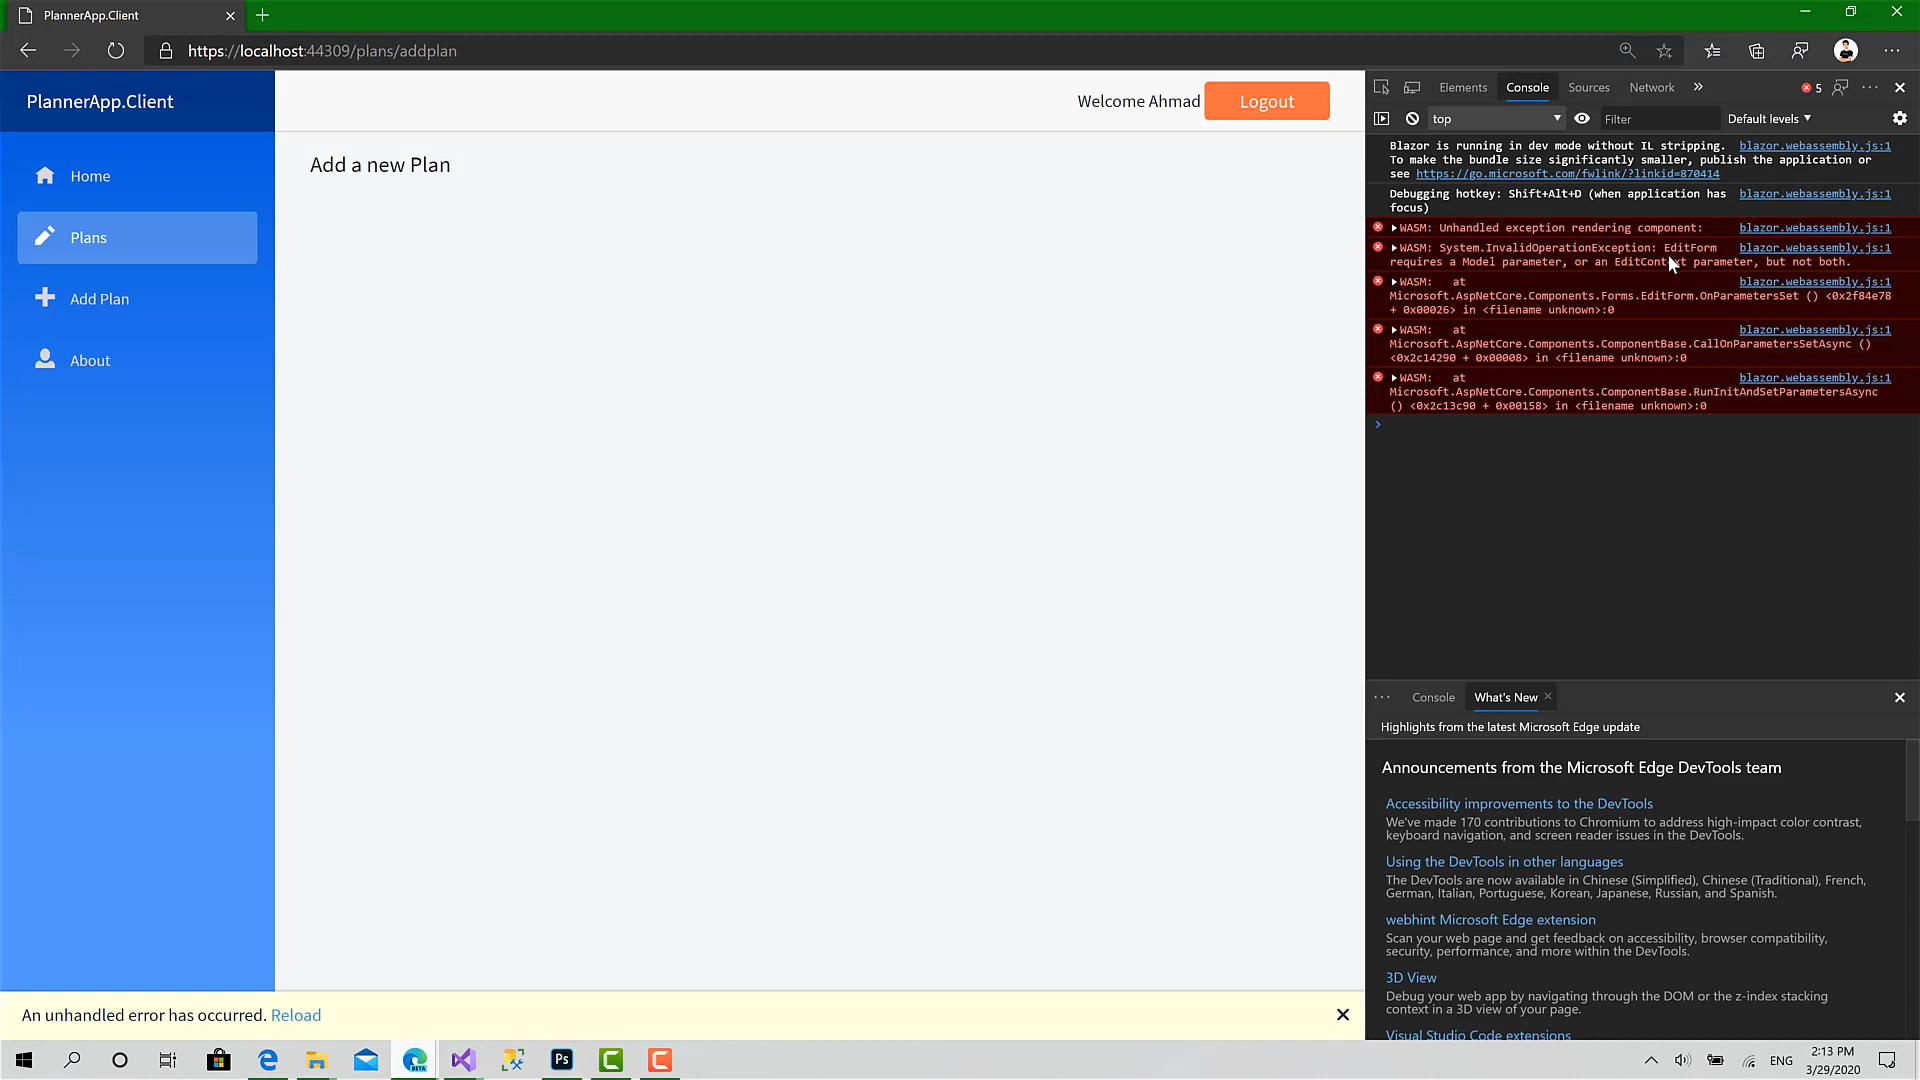 PlannerApp.Client
https://localhost:44309/plans/addplan
PlannerApp.Client
Home
Plans
Add Plan
About
Welcome Ahmad
Logout
Add a new Plan
An unhandled error has occurred. Reload
Elements
Console
Sources
Network
5
top
Filter
Default levels
Blazor is running in dev mode without IL stripping. blazor.webassembly.js:1
To make the bundle size significantly smaller, publish the application or
see https://go.microsoft.com/fwlink/?linkid=870414
Debugging hotkey: Shift+Alt+D (when application has blazor.webassembly.js:1
focus)
WASM: Unhandled exception rendering component: blazor.webassembly.js:1
WASM: System.InvalidOperationException: EditForm blazor.webassembly.js:1
requires a Model parameter, or an EditContext parameter, but not both.
WASM: at blazor.webassembly.js:1
Microsoft.AspNetCore.Components.Forms.EditForm.OnParametersSet () <0x2f84e78
+ 0x00026> in <filename unknown>:0
WASM: at blazor.webassembly.js:1
Microsoft.AspNetCore.Components.ComponentBase.CallOnParametersSetAsync ()
<0x2c14290 + 0x00008> in <filename unknown>:0
WASM: at blazor.webassembly.js:1
Microsoft.AspNetCore.Components.ComponentBase.RunInitAndSetParametersAsync
() <0x2c13c90 + 0x00158> in <filename unknown>:0
Console
What's New
Highlights from the latest Microsoft Edge update
Announcements from the Microsoft Edge DevTools team
Accessibility improvements to the DevTools
We've made 170 contributions to Chromium to address high-impact color contrast,
keyboard navigation, and screen reader issues in the DevTools.
Using the DevTools in other languages
The DevTools are now available in Chinese (Simplified), Chinese (Traditional), French,
German, Italian, Portuguese, Korean, Japanese, Russian, and Spanish.
webhint Microsoft Edge extension
Scan your web page and get feedback on accessibility, browser compatibility,
security, performance, and more within the DevTools.
3D View
Debug your web app by navigating through the DOM or the z-index stacking
context in a 3D view of your page.
Visual Studio Code extensions
BETA
Ps
ENG
2:13 PM
3/29/2020